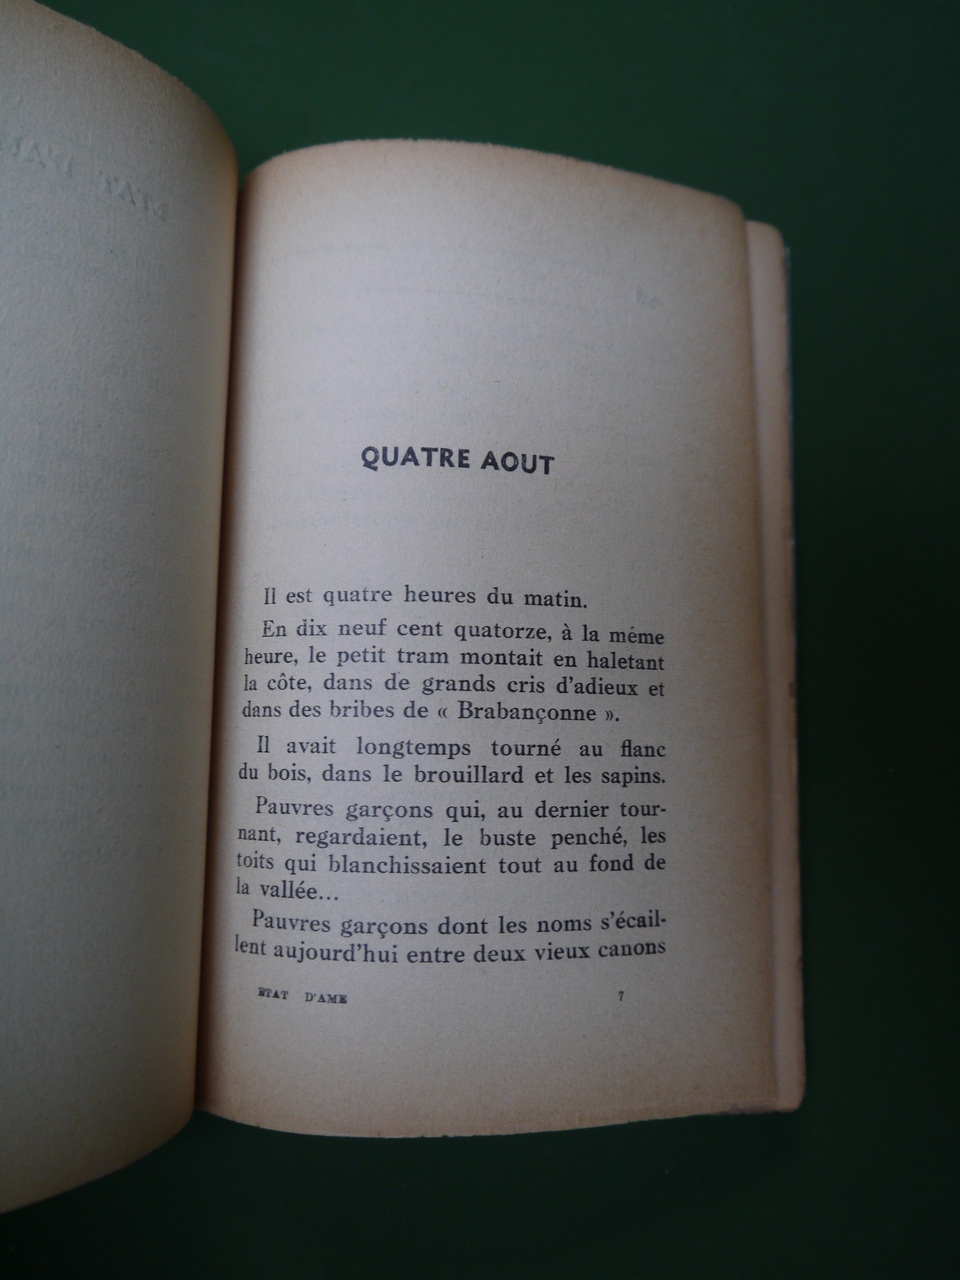 QUATRE AOUT
Il est quatre heures du matin.
En dix neuf cent quatorze, à la même
heure, le petit tram montait en haletant
la côte, dans de grands cris d'adieux et
dans des bribes de « Brabançonne ».
Il avait longtemps tourné au flanc
du bois, dans le brouillard et les sapins.
Pauvres garçons qui, au dernier tour-
nant, regardaient, le buste penché, les
toits qui blanchissaient tout au fond de
la vallée...
Pauvres garçons dont les noms s'écail-
lent aujourd'hui entre deux vieux canons
ETAT D'AME 7